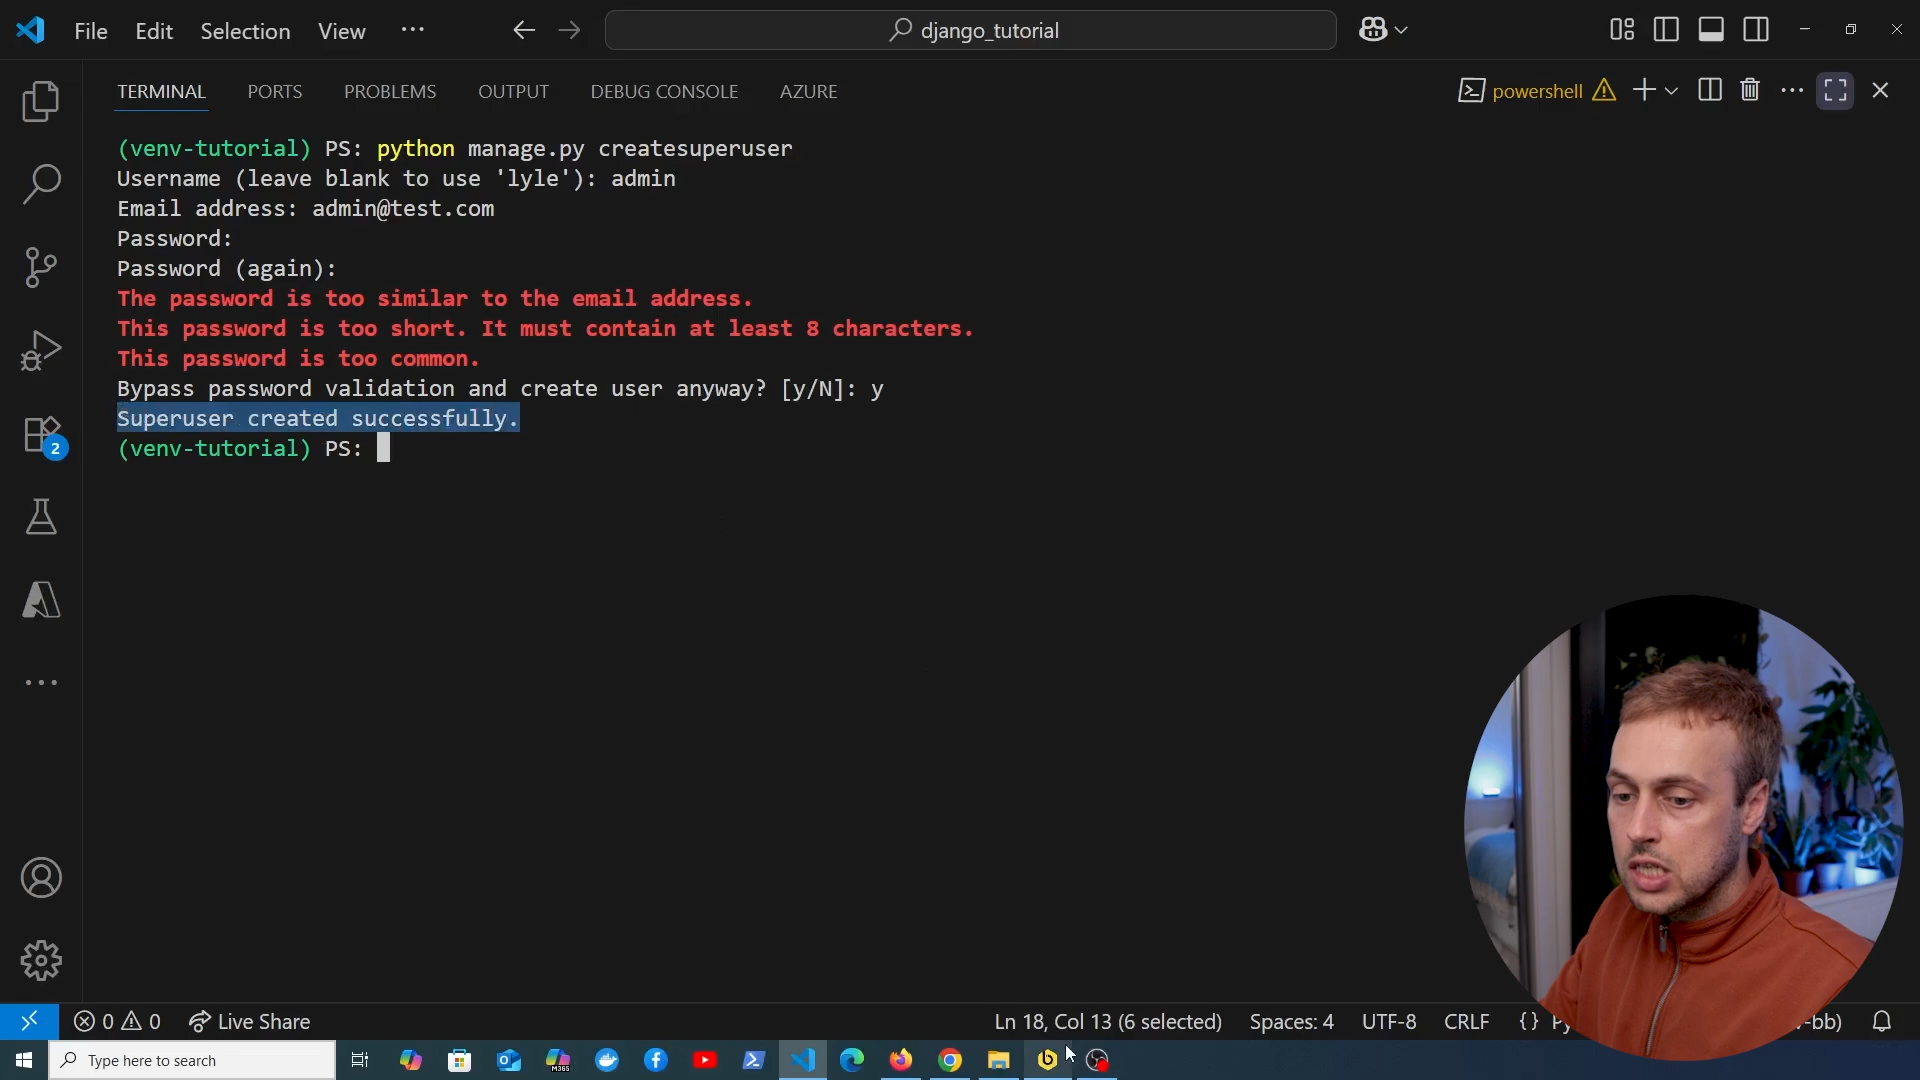 File Edit Selection View ··· django_tutorial
TERMINAL PORTS PROBLEMS OUTPUT DEBUG CONSOLE AZURE powershell
(venv-tutorial) PS: python manage.py createsuperuser
Username (leave blank to use 'lyle'): admin
Email address: admin@test.com
Password:
Password (again):
The password is too similar to the email address.
This password is too short. It must contain at least 8 characters.
This password is too common.
Bypass password validation and create user anyway? [y/N]: y
Superuser created successfully.
(venv-tutorial) PS:
2
0 0 Live Share Ln 18, Col 13 (6 selected) Spaces: 4 UTF-8 CRLF {}
Type here to search